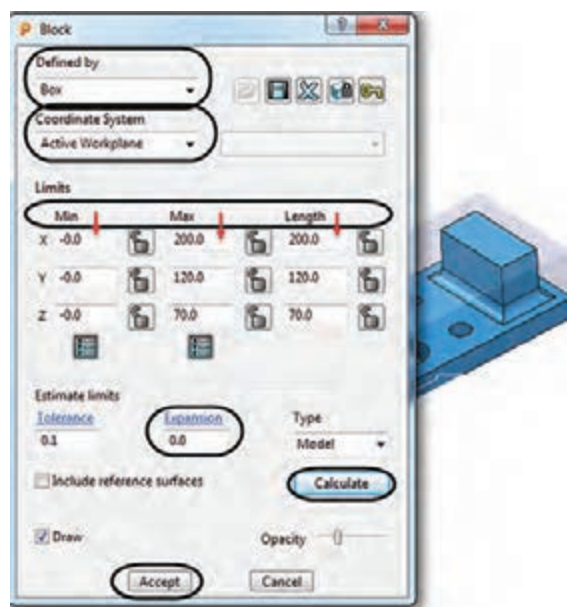 Block
Defined by
Box
Coordinate System
Active Workplane
Limits
Min Max Length
X -0.0 200.0 200.0
Y -0.0 120.0 120.0
Z -0.0 70.0 70.0
Estimate limits
Tolerance Expansion Type
0.1 0.0 Model
Include reference surfaces
Calculate
Draw Opacity
Accept Cancel